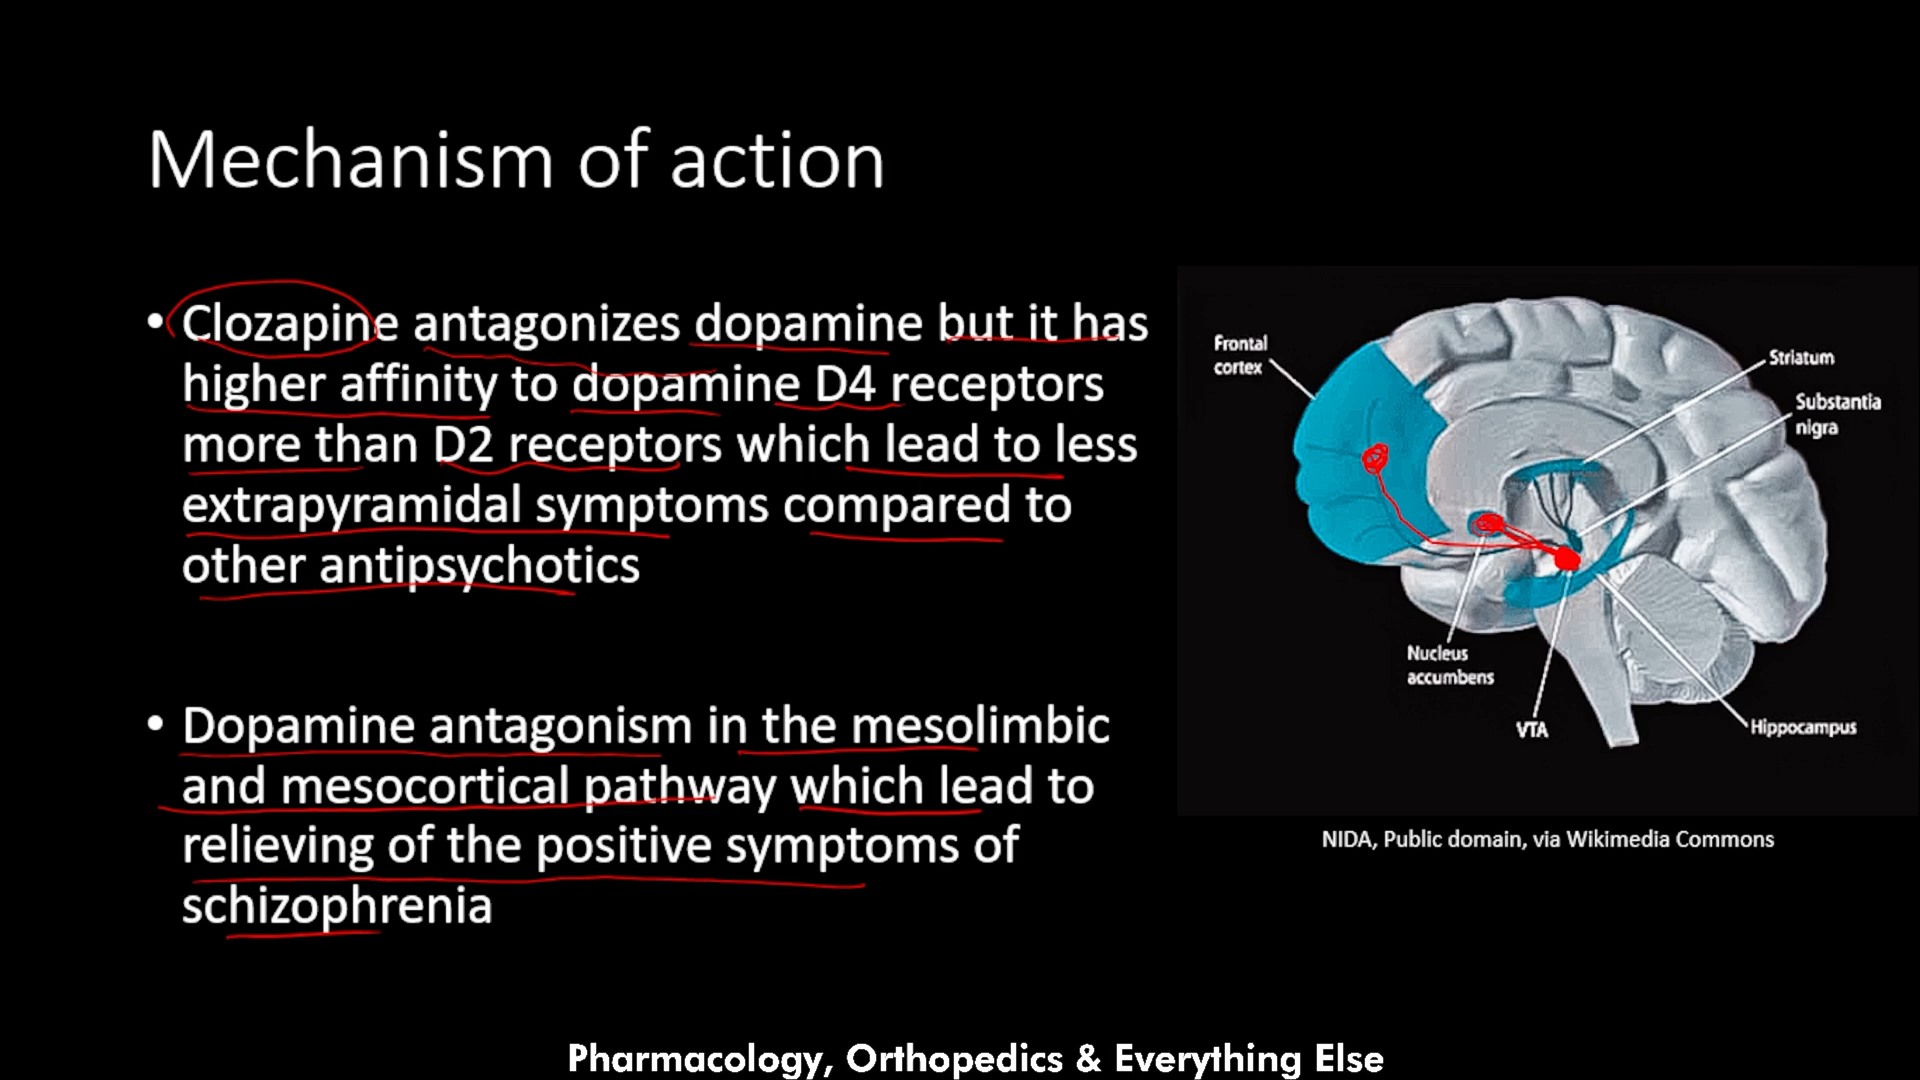 Mechanism of action
• Clozapine antagonizes dopamine but it has
higher affinity to dopamine D4 receptors
more than D2 receptors which lead to less
extrapyramidal symptoms compared to
other antipsychotics
• Dopamine antagonism in the mesolimbic
and mesocortical pathway which lead to
relieving of the positive symptoms of
schizophrenia
Frontal
cortex
Striatum
Substantia
nigra
Nucleus
accumbens
VTA
Hippocampus
NIDA, Public domain, via Wikimedia Commons
Pharmacology, Orthopedics & Everything Else